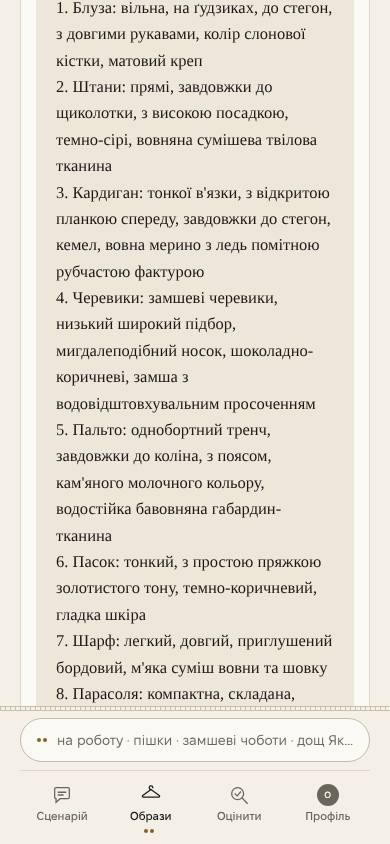 1. Блуза: вільна, на ґудзиках, до стегон,
з довгими рукавами, колір слонової
кістки, матовий креп
2. Штани: прямі, завдовжки до
щиколотки, з високою посадкою,
темно-сірі, вовняна сумішева твілова
тканина
3. Кардиган: тонкої в'язки, з відкритою
планкою спереду, завдовжки до стегон,
кемел, вовна мерино з ледь помітною
рубчастою фактурою
4. Черевики: замшеві черевики,
низький широкий підбор,
мигдалеподібний носок, шоколадно-
коричневі, замша з
водовідштовхувальним просоченням
5. Пальто: однобортний тренч,
завдовжки до коліна, з поясом,
кам'яного молочного кольору,
водостійка бавовняна габардин-
тканина
6. Пасок: тонкий, з простою пряжкою
золотистого тону, темно-коричневий,
гладка шкіра
7. Шарф: легкий, довгий, приглушений
бордовий, м'яка суміш вовни та шовку
8. Парасоля: компактна, складана,
на роботу · пішки · замшеві чоботи · дощ Як...
Сценарій
Образи
Оцінити
О
Профіль